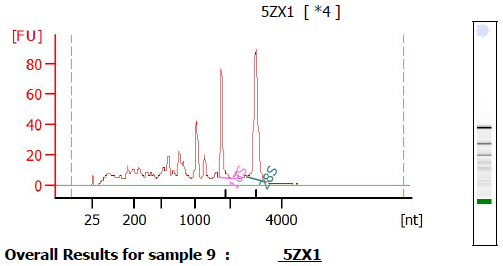 5ZX1 [ *4 ]
[FU]
80
60
40
20
0
18S
28S
25 200 1000 4000 [nt]
Overall Results for sample 9 : 5ZX1